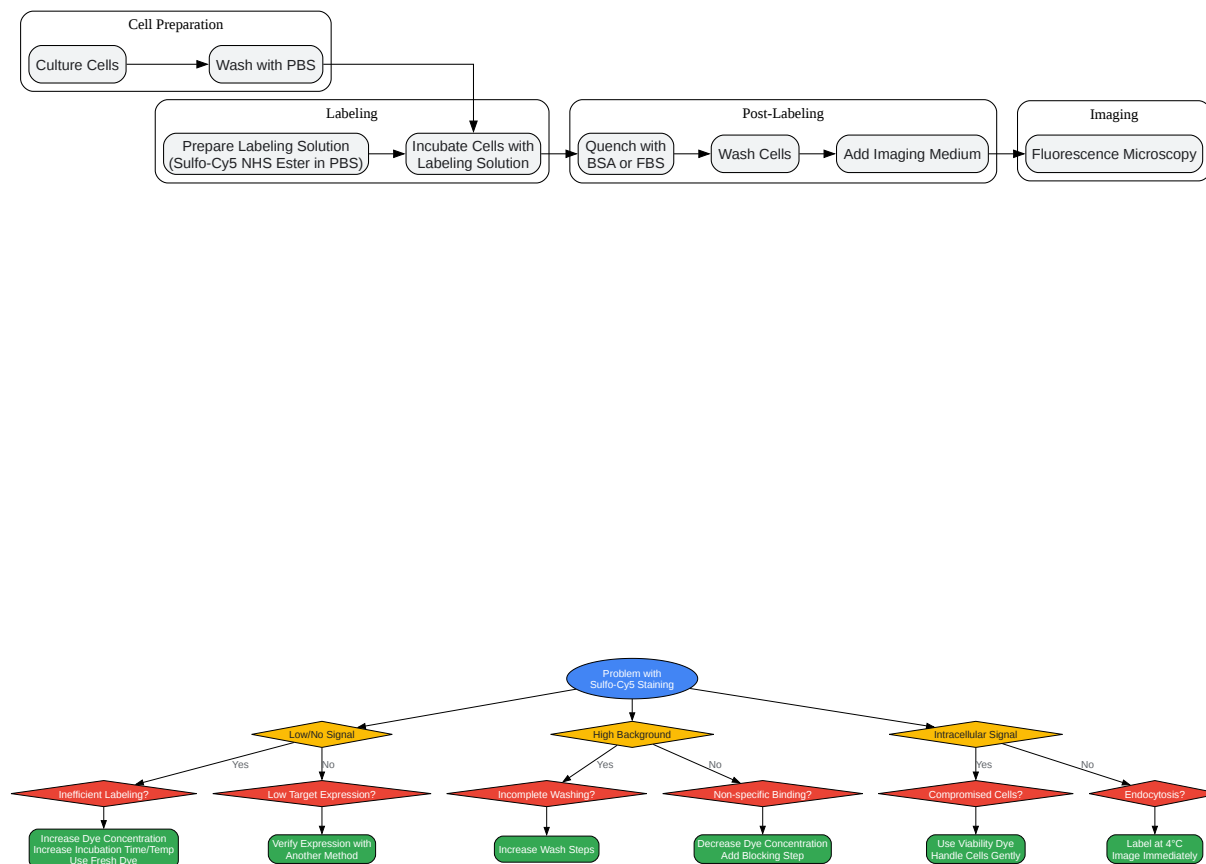 Cell Preparation
Culture Cells
Wash with PBS
Labeling
Post-Labeling
Imaging
Prepare Labeling Solution
(Sulfo-Cy5 NHS Ester in PBS)
Incubate Cells with
Labeling Solution
Quench with
BSA or FBS
Wash Cells
Add Imaging Medium
Fluorescence Microscopy
Problem with
Sulfo-Cy5 Staining
Low/No Signal
High Background
Intracellular Signal
Yes
No
Yes
No
Yes
No
Inefficient Labeling?
Low Target Expression?
Incomplete Washing?
Non-specific Binding?
Compromised Cells?
Endocytosis?
Increase Dye Concentration
Increase Incubation Time/Temp
Use Fresh Dye
Verify Expression with
Another Method
Increase Wash Steps
Decrease Dye Concentration
Add Blocking Step
Use Viability Dye
Handle Cells Gently
Label at 4°C
Image Immediately